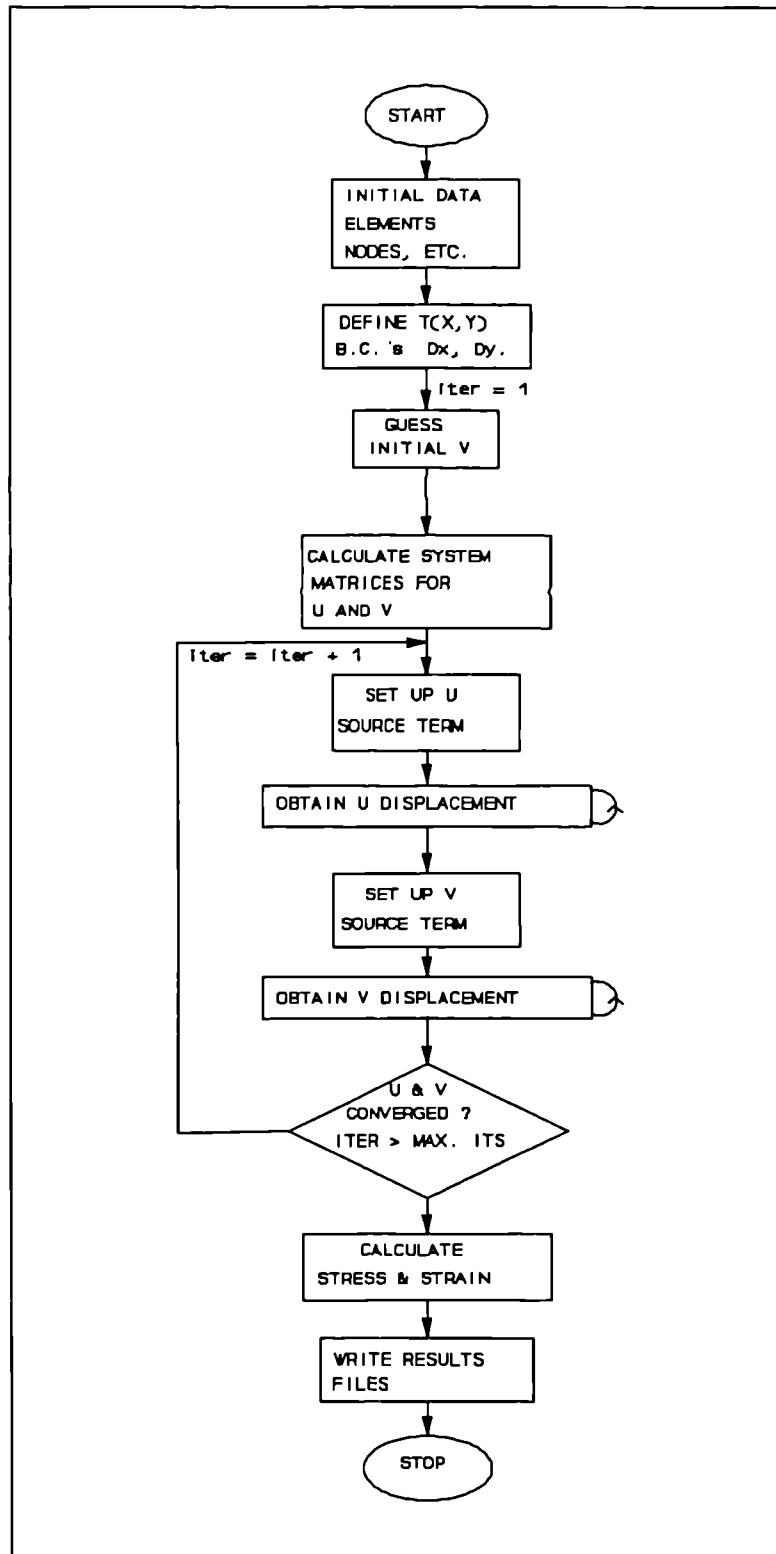 START
INITIAL DATA
ELEMENTS
NODES, ETC.
DEFINE T(X,Y)
B.C.'s Dx, Dy.
iter = 1
GUESS
INITIAL V
CALCULATE SYSTEM
MATRICES FOR
U AND V
iter = iter + 1
SET UP U
SOURCE TERM
OBTAIN U DISPLACEMENT
SET UP V
SOURCE TERM
OBTAIN V DISPLACEMENT
U & V
CONVERGED ?
ITER > MAX. ITS
CALCULATE
STRESS & STRAIN
WRITE RESULTS
FILES
STOP